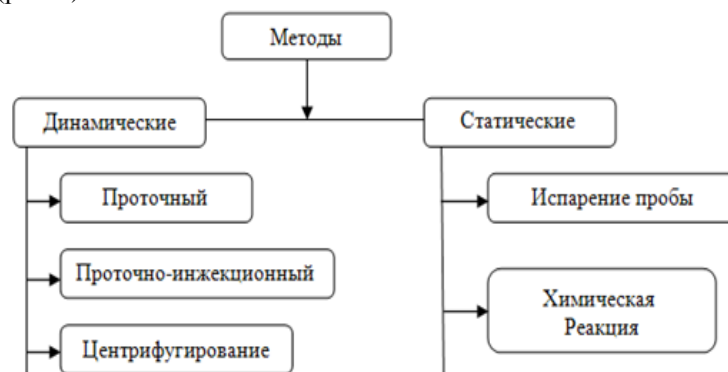 Методы
Динамические
Статические
Проточный
Испарение пробы
Проточно-инжекционный
Химическая
Реакция
Центрифугирование